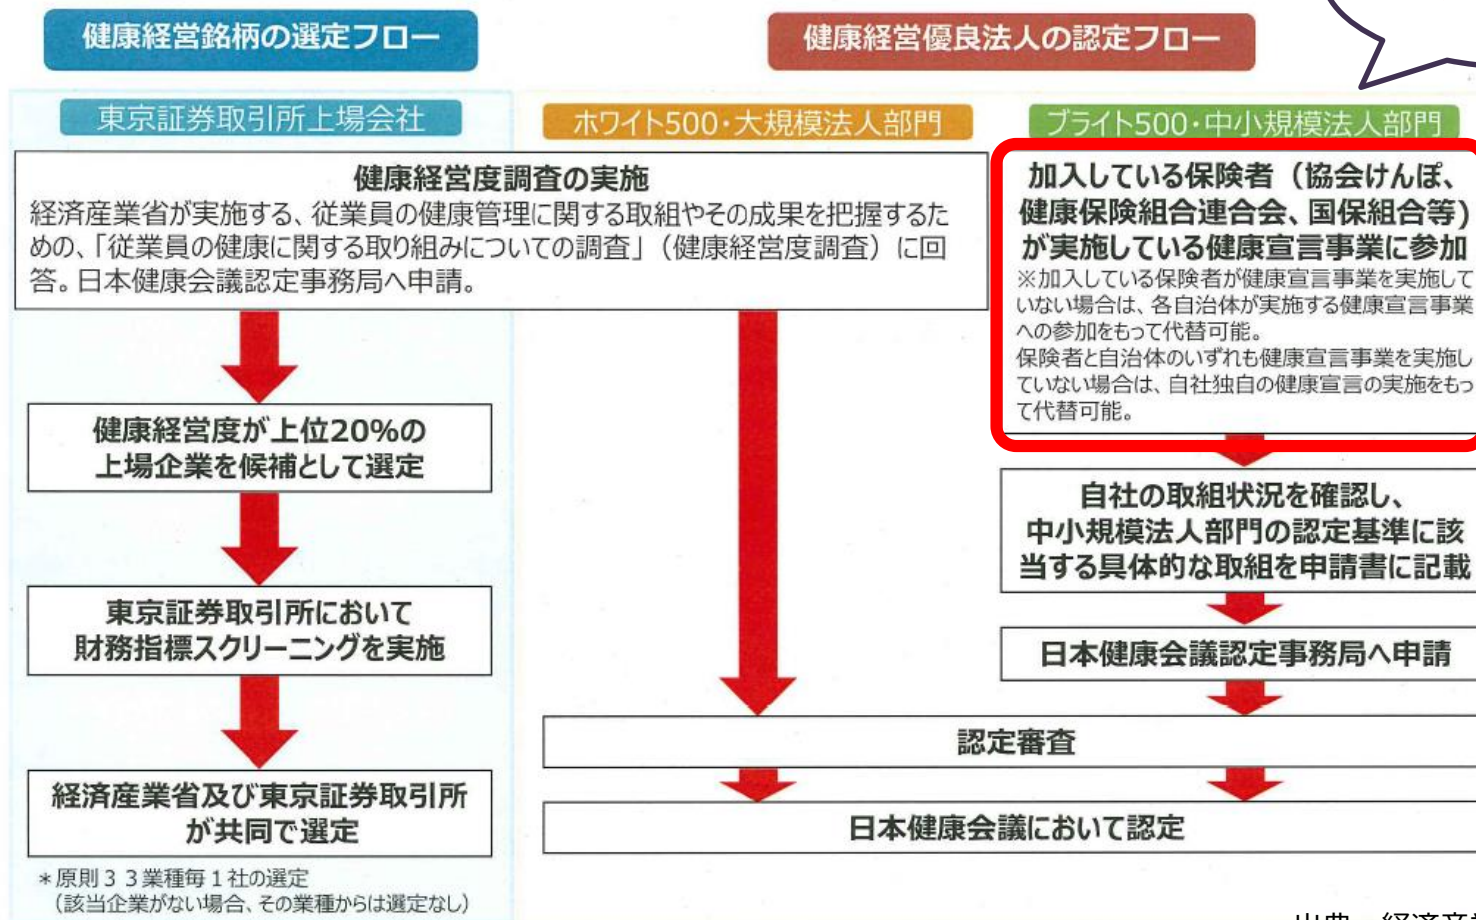 健康経営銘柄の選定フロー
健康経営優良法人の認定フロー
東京証券取引所上場会社
ホワイト500・大規模法人部門
ブライト500・中小規模法人部門
健康経営度調査の実施
経済産業省が実施する、従業員の健康管理に関する取組やその成果を把握するた
めの、「従業員の健康に関する取り組みについての調査」（健康経営度調査）に回
答。日本健康会議認定事務局へ申請。
加入している保険者（協会けんぽ、
健康保険組合連合会、国保組合等)
が実施している健康宣言事業に参加
※加入している保険者が健康宣言事業を実施して
いない場合は、各自治体が実施する健康宣言事業
への参加をもって代替可能。
保険者と自治体のいずれも健康宣言事業を実施し
ていない場合は、自社独自の健康宣言の実施をもっ
て代替可能。
健康経営度が上位20%の
上場企業を候補として選定
自社の取組状況を確認し、
中小規模法人部門の認定基準に該
当する具体的な取組を申請書に記載
東京証券取引所において
財務指標スクリーニングを実施
日本健康会議認定事務局へ申請
認定審査
経済産業省及び東京証券取引所
が共同で選定
日本健康会議において認定
＊原則３３業種毎１社の選定
（該当企業がない場合、その業種からは選定なし）